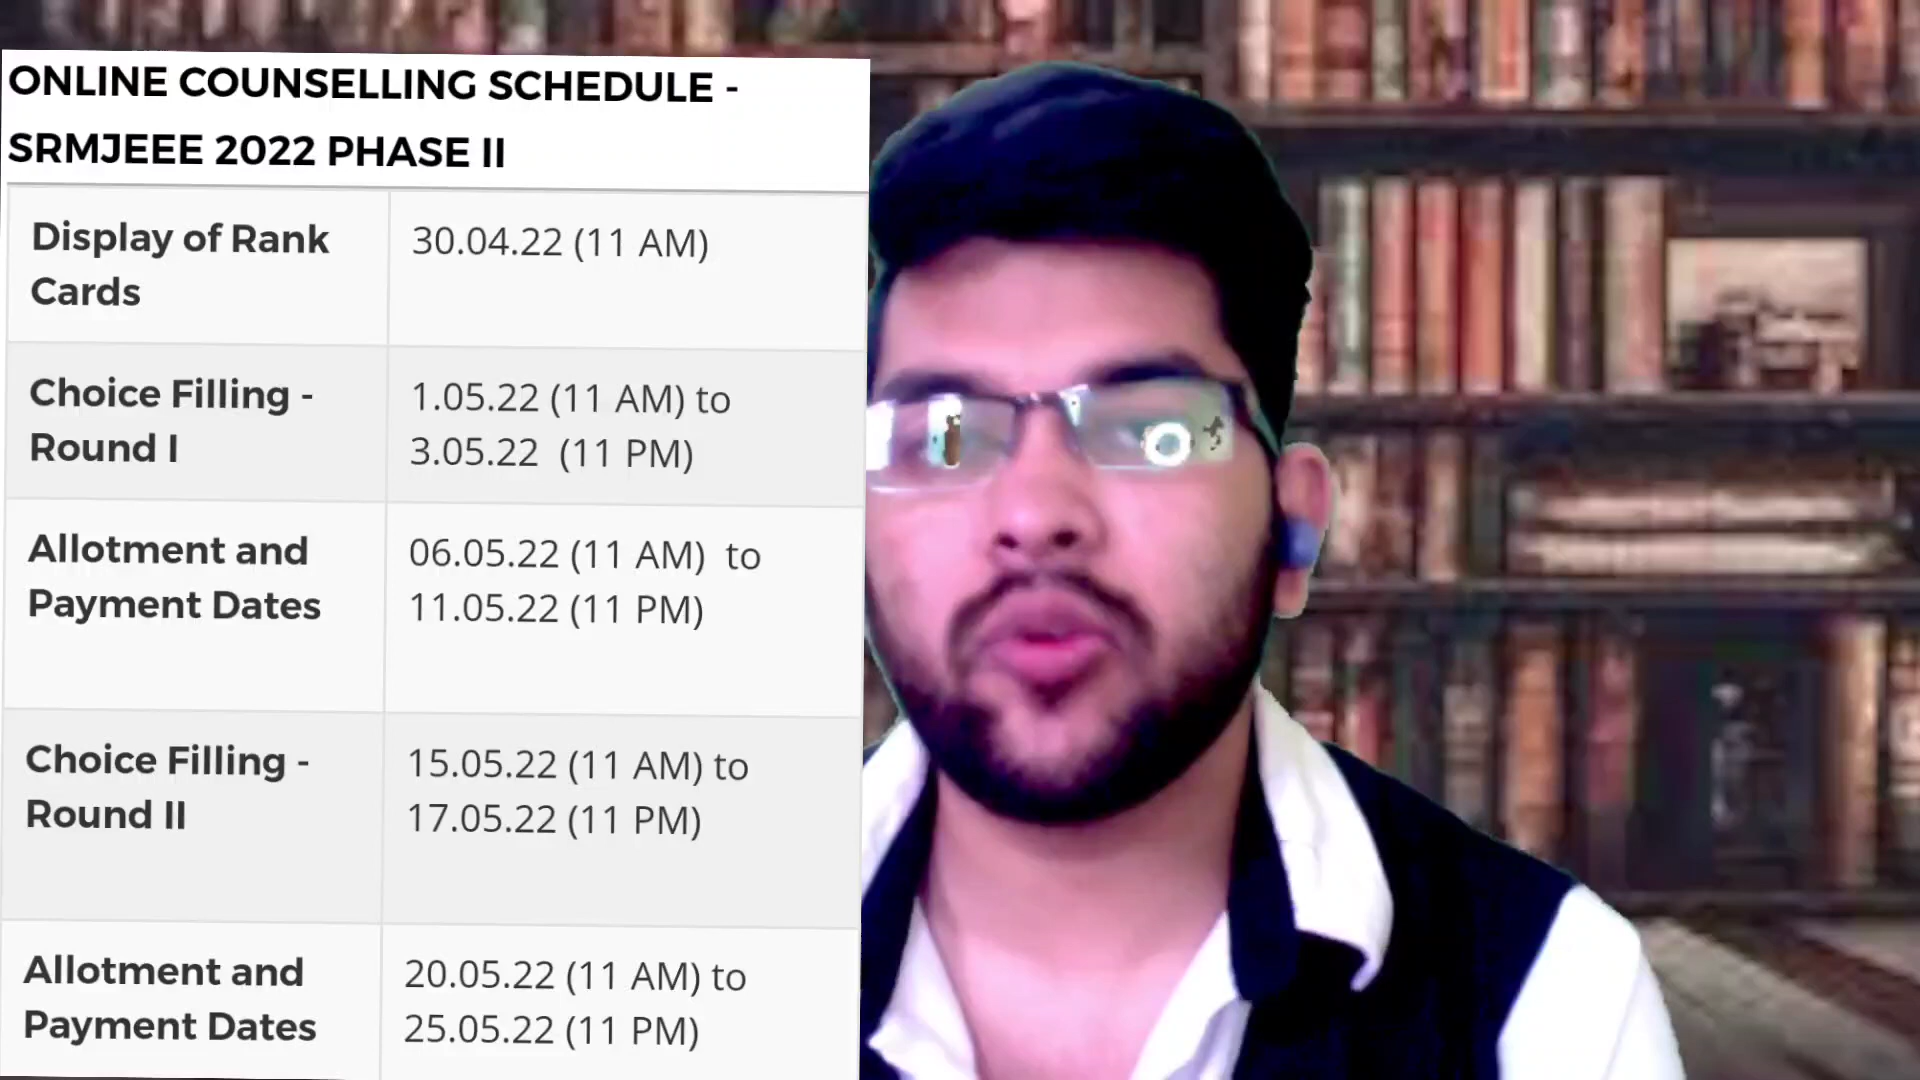 ONLINE COUNSELLING SCHEDULE -
SRMJEEE 2022 PHASE II
Display of Rank
Cards
30.04.22 (11 AM)
Choice Filling -
Round I
1.05.22 (11 AM) to
3.05.22 (11 PM)
Allotment and
Payment Dates
06.05.22 (11 AM) to
11.05.22 (11 PM)
Choice Filling -
Round II
15.05.22 (11 AM) to
17.05.22 (11 PM)
Allotment and
Payment Dates
20.05.22 (11 AM) to
25.05.22 (11 PM)